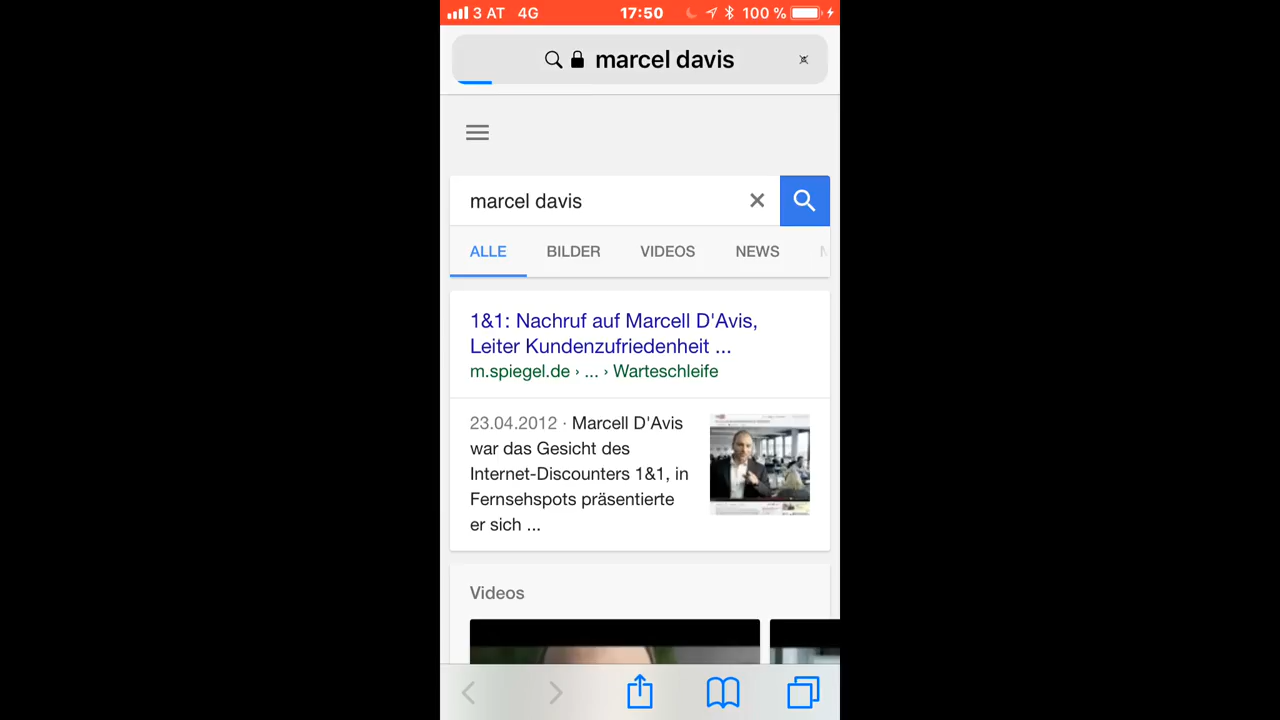 3 AT 4G 17:50 100 %
marcel davis
marcel davis
ALLE BILDER VIDEOS NEWS
1&1: Nachruf auf Marcell D'Avis,
Leiter Kundenzufriedenheit ...
m.spiegel.de › ... › Warteschleife
23.04.2012 · Marcell D'Avis
war das Gesicht des
Internet-Discounters 1&1, in
Fernsehspots präsentierte
er sich ...
Videos